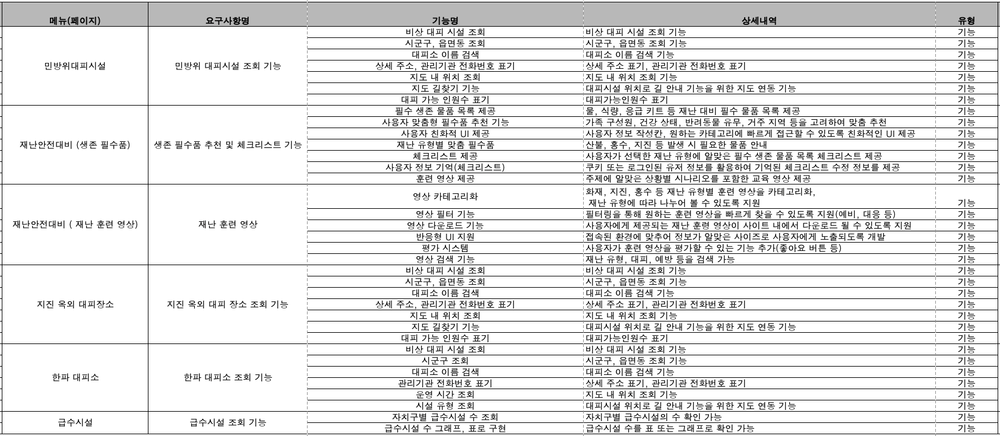 메뉴(페이지) 요구사항명 기능명 상세내역 유형
비상 대피 시설 조회 비상 대피 시설 조회 기능 기능
시군구, 읍면동 조회 시군구, 읍면동 조회 기능 기능
대피소 이름 검색 대피소 이름 검색 기능 기능
민방위대피시설 민방위 대피시설 조회 기능 상세 주소, 관리기관 전화번호 표기 상세 주소 표기, 관리기관 전화번호 표기 기능
지도 내 위치 조회 지도 내 위치 조회 기능 기능
지도 길찾기 기능 대피시설 위치로 길 안내 기능을 위한 지도 연동 기능 기능
대피 가능 인원수 표기 대피가능인원수 표기 기능
필수 생존 물품 목록 제공 물, 식량, 응급 키트 등 재난 대비 필수 물품 목록 제공 기능
사용자 맞춤형 필수품 추천 기능 가족 구성원, 건강 상태, 반려동물 유무, 거주 지역 등을 고려하여 맞춤 추천 기능
사용자 친화적 UI 제공 사용자 정보 작성칸, 원하는 카테고리에 빠르게 접근할 수 있도록 친화적인 UI 제공 기능
재난안전대비 (생존 필수품) 생존 필수품 추천 및 체크리스트 기능 재난 유형별 맞춤 필수품 산불, 홍수, 지진 등 발생 시 필요한 물품 안내 기능
체크리스트 제공 사용자가 선택한 재난 유형에 알맞은 필수 생존 물품 목록 체크리스트 제공 기능
사용자 정보 기억(체크리스트) 쿠키 또는 로그인된 유저 정보를 활용하여 기억된 체크리스트 수정 정보를 제공 기능
훈련 영상 제공 주제에 알맞은 상황별 시나리오를 포함한 교육 영상 제공 기능
영상 카테고리화 화재, 지진, 홍수 등 재난 유형별 훈련 영상을 카테고리화,
재난 유형에 따라 나누어 볼 수 있도록 지원 기능
영상 필터 기능 필터링을 통해 원하는 훈련 영상을 빠르게 찾을 수 있도록 지원(예비, 대응 등) 기능
재난안전대비 ( 재난 훈련 영상) 재난 훈련 영상 영상 다운로드 기능 사용자에게 제공되는 재난 훈령 영상이 사이트 내에서 다운로드 될 수 있도록 지원 기능
반응형 UI 지원 접속된 환경에 맞추어 정보가 알맞은 사이즈로 사용자에게 노출되도록 개발 기능
평가 시스템 사용자가 훈련 영상을 평가할 수 있는 기능 추가(좋아요 버튼 등) 기능
영상 검색 기능 재난 유형, 대피, 예방 등을 검색 가능 기능
비상 대피 시설 조회 비상 대피 시설 조회 기능 기능
시군구, 읍면동 조회 시군구, 읍면동 조회 기능 기능
대피소 이름 검색 대피소 이름 검색 기능 기능
지진 옥외 대피장소 지진 옥외 대피 장소 조회 기능 상세 주소, 관리기관 전화번호 표기 상세 주소 표기, 관리기관 전화번호 표기 기능
지도 내 위치 조회 지도 내 위치 조회 기능 기능
지도 길찾기 기능 대피시설 위치로 길 안내 기능을 위한 지도 연동 기능 기능
대피 가능 인원수 표기 대피가능인원수 표기 기능
비상 대피 시설 조회 비상 대피 시설 조회 기능 기능
시군구 조회 시군구, 읍면동 조회 기능 기능
대피소 이름 검색 대피소 이름 검색 기능 기능
한파 대피소 한파 대피소 조회 기능
관리기관 전화번호 표기 상세 주소 표기, 관리기관 전화번호 표기 기능
운영 시간 조회 지도 내 위치 조회 기능 기능
시설 유형 조회 대피시설 위치로 길 안내 기능을 위한 지도 연동 기능 기능
자치구별 급수시설 수 조회 자치구별 급수시설의 수 확인 가능 기능
급수시설 급수시설 조회 기능
급수시설 수 그래프, 표로 구현 급수시설 수를 표 또는 그래프로 확인 가능 기능